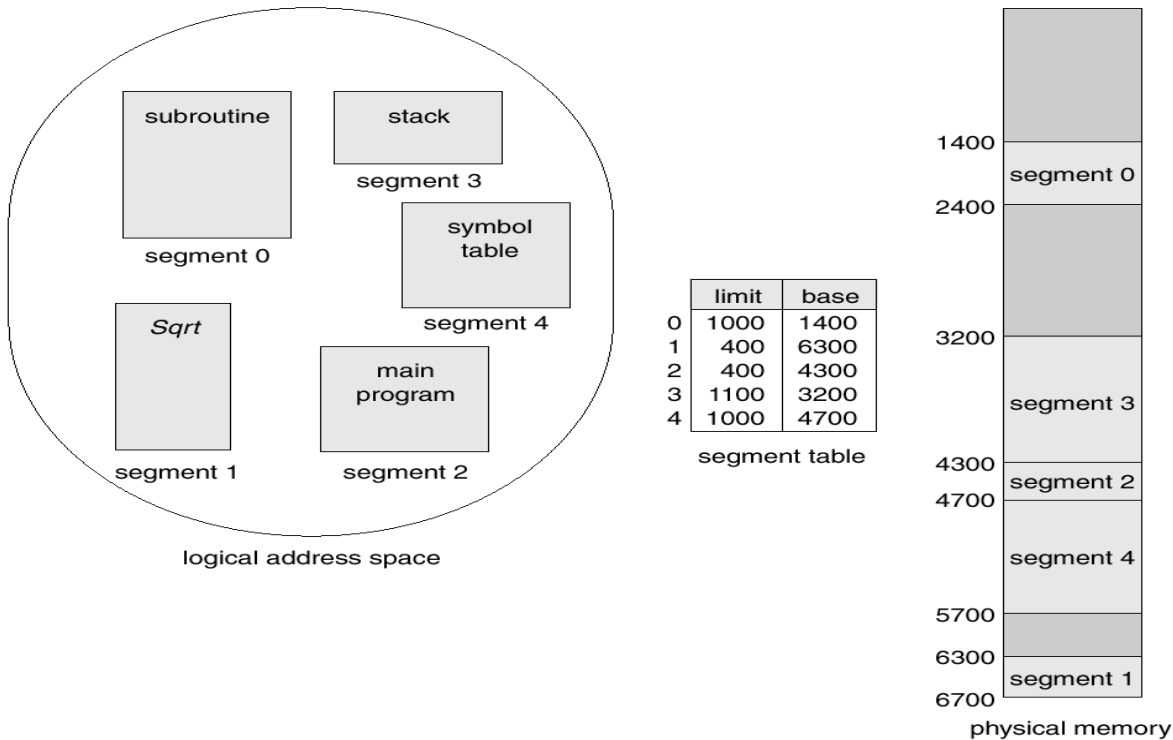 subroutine
segment 0
stack
segment 3
symbol
table
segment 4
Sqrt
segment 1
main
program
segment 2
logical address space
limit base
0 1000 1400
1 400 6300
2 400 4300
3 1100 3200
4 1000 4700
segment table
1400
segment 0
2400
3200
segment 3
4300
segment 2
4700
segment 4
5700
6300
segment 1
6700
physical memory